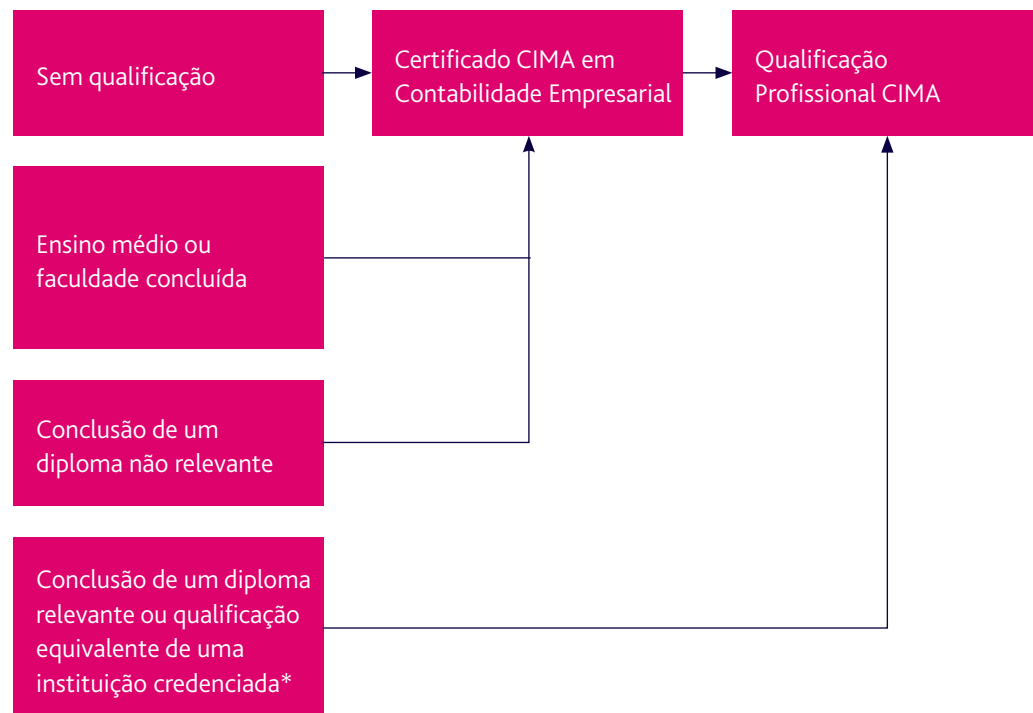 Sem qualificação
Certificado CIMA em
Contabilidade Empresarial
Qualificação
Profissional CIMA
Ensino médio ou
faculdade concluída
Conclusão de um
diploma não relevante
Conclusão de um diploma
relevante ou qualificação
equivalente de uma
instituição credenciada*